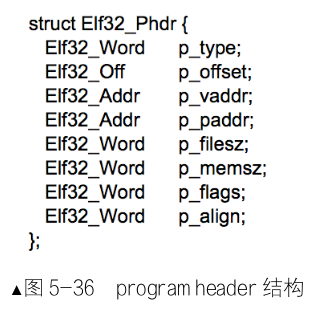 struct Elf32_Phdr {
Elf32_Word p_type;
Elf32_Off p_offset;
Elf32_Addr p_vaddr;
Elf32_Addr p_paddr;
Elf32_Word p_filesz;
Elf32_Word p_memsz;
Elf32_Word p_flags;
Elf32_Word p_align;
};
▲图 5-36 program header 结构